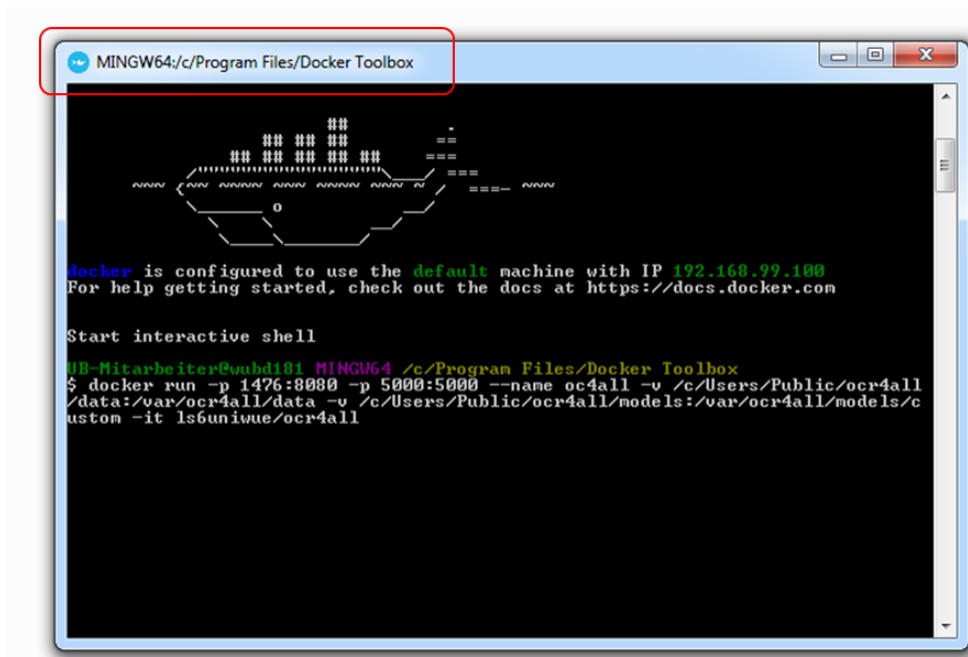 MINGW64:/c/Program Files/Docker Toolbox
docker is configured to use the default machine with IP 192.168.99.100
For help getting started, check out the docs at https://docs.docker.com
Start interactive shell
UB-Mitarbeiter@wubd181 MINGW64 /c/Program Files/Docker Toolbox
$ docker run -p 1476:8080 -p 5000:5000 --name oc4all -v /c/Users/Public/ocr4all
/data:/var/ocr4all/data -v /c/Users/Public/ocr4all/models:/var/ocr4all/models/c
ustom -it ls6uniwue/ocr4all